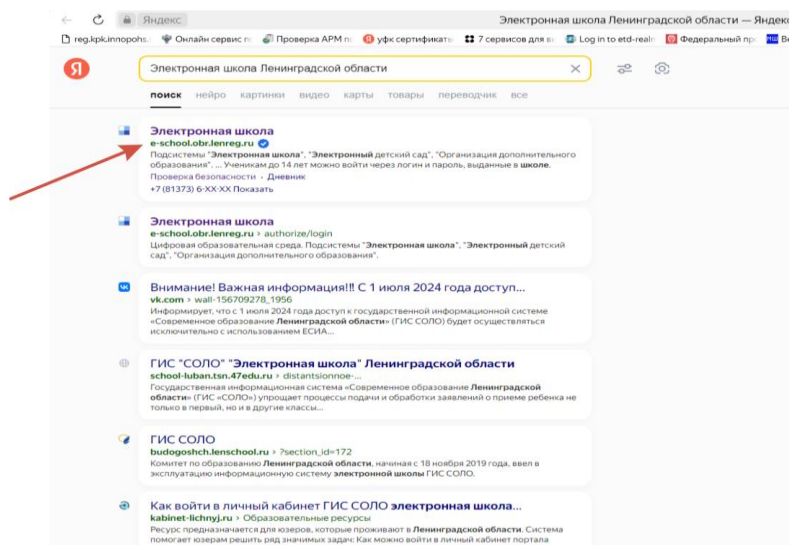 Яндекс
Электронная школа Ленинградской области — Яндекс
reg.kpk.innopohs.
Онлайн сервис по
Проверка АРМ по
уфк сертификаты
7 сервисов для
Log in to etd-realm
Федеральный пр
Я
Электронная школа Ленинградской области
поиск нейро картинки видео карты товары переводчик все
Электронная школа
e-school.obr.lenreg.ru
Подсистемы "Электронная школа", "Электронный детский сад", "Организация дополнительного
образования". ... Ученикам до 14 лет можно войти через логин и пароль, выданные в школе.
Проверка безопасности · Дневник
+7 (81373) 6-XX-XX Показать
Электронная школа
e-school.obr.lenreg.ru › authorize/login
Цифровая образовательная среда. Подсистемы "Электронная школа", "Электронный детский
сад", "Организация дополнительного образования".
Внимание! Важная информация!!! С 1 июля 2024 года доступ...
vk.com › wall-156709278_1956
Информирует, что с 1 июля 2024 года доступ к государственной информационной системе
«Современное образование Ленинградской области» (ГИС СОЛО) будет осуществляться
исключительно с использованием ЕСИА...
ГИС "СОЛО" "Электронная школа" Ленинградской области
school-luban.tsn.47edu.ru › distantsionnoe-...
Государственная информационная система «Современное образование Ленинградской
области» (ГИС «СОЛО») упрощает процессы подачи и обработки заявлений о приеме ребенка не
только в первый, но и в другие классы...
ГИС СОЛО
budogoshch.lenschool.ru › ?section_id=172
Комитет по образованию Ленинградской области, начиная с 18 ноября 2019 года, ввел в
эксплуатацию информационную систему электронной школы ГИС СОЛО.
Как войти в личный кабинет ГИС СОЛО электронная школа...
kabinet-lichnyj.ru › Образовательные ресурсы
Ресурс предназначается для юзеров, которые проживают в Ленинградской области. Система
помогает юзерам решить ряд значимых задач: Как можно войти в личный кабинет портала